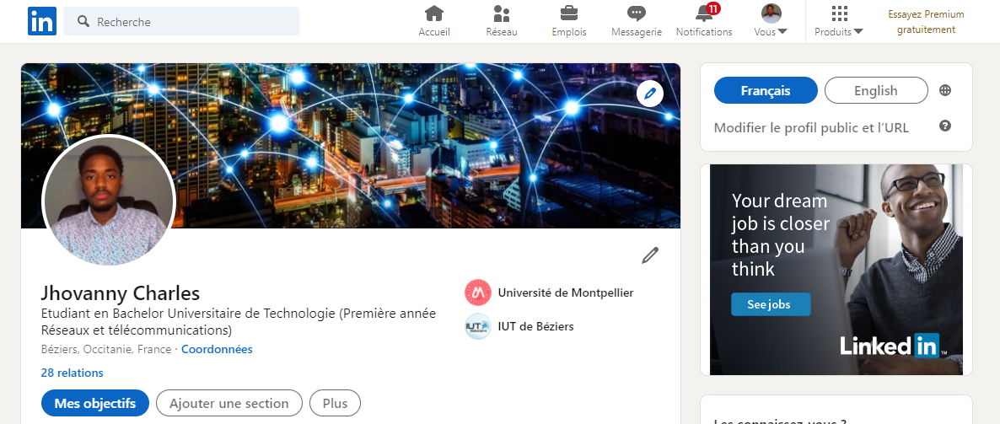 in
Recherche
Accueil
Réseau
Emplois
Messagerie
11
Notifications
Vous
Produits
Essayez Premium
gratuitement
Français
English
Modifier le profil public et l'URL
Your dream
job is closer
than you
think
See jobs
Linked in ™
Jhovanny Charles
Etudiant en Bachelor Universitaire de Technologie (Première année
Réseaux et télécommunications)
Béziers, Occitanie, France · Coordonnées
28 relations
Mes objectifs
Ajouter une section
Plus
Université de Montpellier
IUT de Béziers
Les connaissez-vous ?